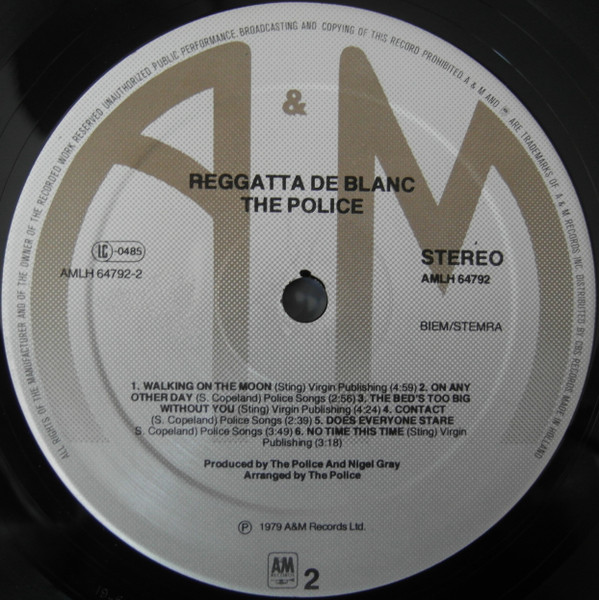 ALL RIGHTS OF THE MANUFACTURER AND OF THE OWNER OF THE RECORDED WORK RESERVED UNAUTHORIZED PUBLIC PERFORMANCE, BROADCASTING AND COPYING OF THIS RECORD PROHIBITED. A & M AND ARE TRADEMARKS OF A & M RECORDS INC. DISTRIBUTED BY CBS RECORDS MADE IN HOLLAND
A & M
REGGATTA DE BLANC
THE POLICE
LC-0485
AMLH 64792-2
STEREO
AMLH 64792
BIEM/STEMRA
1. WALKING ON THE MOON (Sting) Virgin Publishing (4:59) 2. ON ANY
OTHER DAY (S. Copeland) Police Songs (2:56) 3. THE BED'S TOO BIG
WITHOUT YOU (Sting) Virgin Publishing (4:24) 4. CONTACT
(S. Copeland) Police Songs (2:39) 5. DOES EVERYONE STARE
S. Copeland) Police Songs (3:49) 6. NO TIME THIS TIME (Sting) Virgin
Publishing (3:18)
Produced by The Police And Nigel Gray
Arranged by The Police
Ⓟ 1979 A&M Records Ltd.
AM
RECORDS
2